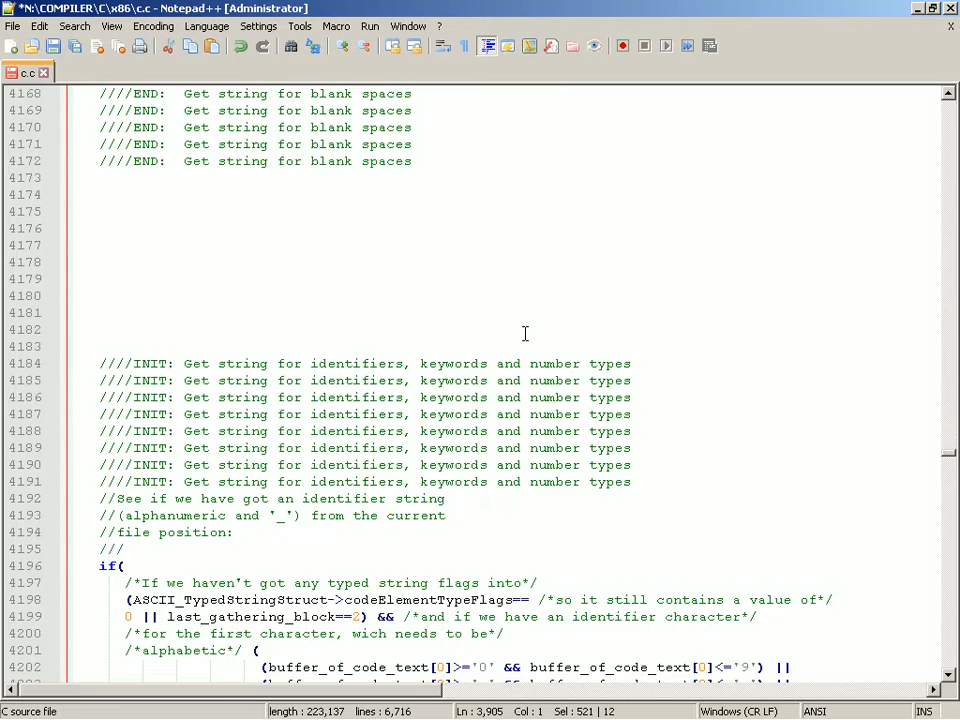 *N:\COMPILER\C\x86\c.c - Notepad++ [Administrator]
File Edit Search View Encoding Language Settings Tools Macro Run Window ? X
c.c
4168 ////END:  Get string for blank spaces
4169 ////END:  Get string for blank spaces
4170 ////END:  Get string for blank spaces
4171 ////END:  Get string for blank spaces
4172 ////END:  Get string for blank spaces
4173
4174
4175
4176
4177
4178
4179
4180
4181
4182
4183
4184 ////INIT: Get string for identifiers, keywords and number types
4185 ////INIT: Get string for identifiers, keywords and number types
4186 ////INIT: Get string for identifiers, keywords and number types
4187 ////INIT: Get string for identifiers, keywords and number types
4188 ////INIT: Get string for identifiers, keywords and number types
4189 ////INIT: Get string for identifiers, keywords and number types
4190 ////INIT: Get string for identifiers, keywords and number types
4191 ////INIT: Get string for identifiers, keywords and number types
4192 //See if we have got an identifier string
4193 //(alphanumeric and '_') from the current
4194 //file position:
4195 ///
4196 if(
4197 /*If we haven't got any typed string flags into*/
4198 (ASCII_TypedStringStruct->codeElementTypeFlags== /*so it still contains a value of*/
4199 0 || last_gathering_block==2) && /*and if we have an identifier character*/
4200 /*for the first character, wich needs to be*/
4201 /*alphabetic*/ (
4202 (buffer_of_code_text[0]>='0' && buffer_of_code_text[0]<='9') ||
C source file length : 223,137 lines : 6,716 Ln : 3,905 Col : 1 Sel : 521 | 12 Windows (CR LF) ANSI INS